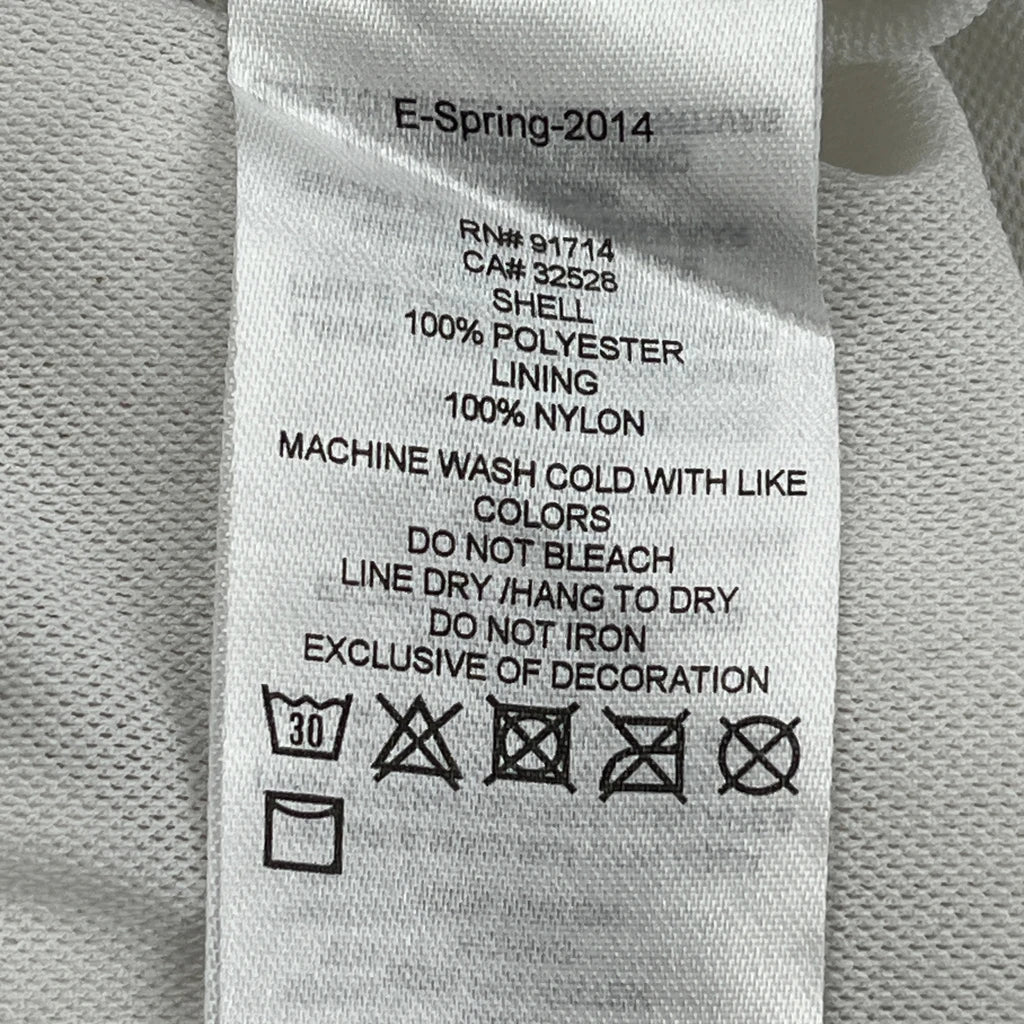 E-Spring-2014
RN# 91714
CA# 32528
SHELL
100% POLYESTER
LINING
100% NYLON
MACHINE WASH COLD WITH LIKE
COLORS
DO NOT BLEACH
LINE DRY /HANG TO DRY
DO NOT IRON
EXCLUSIVE OF DECORATION
30